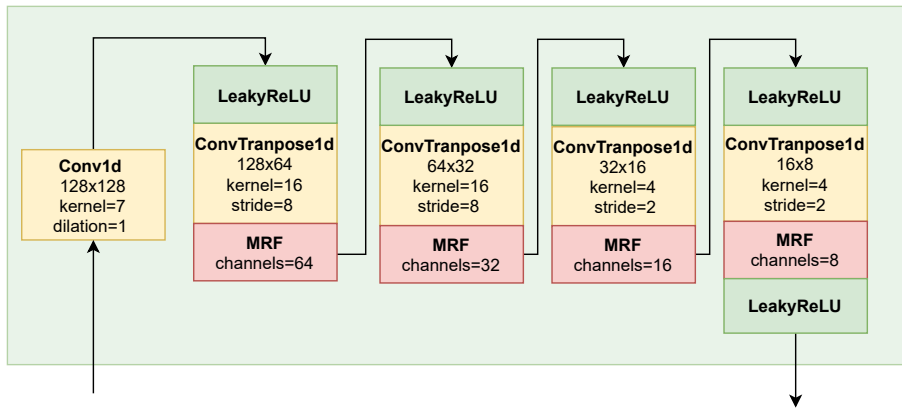 Conv1d
128x128
kernel=7
dilation=1
LeakyReLU
ConvTranpose1d
128x64
kernel=16
stride=8
MRF
channels=64
LeakyReLU
ConvTranpose1d
64x32
kernel=16
stride=8
MRF
channels=32
LeakyReLU
ConvTranpose1d
32x16
kernel=4
stride=2
MRF
channels=16
LeakyReLU
ConvTranpose1d
16x8
kernel=4
stride=2
MRF
channels=8
LeakyReLU